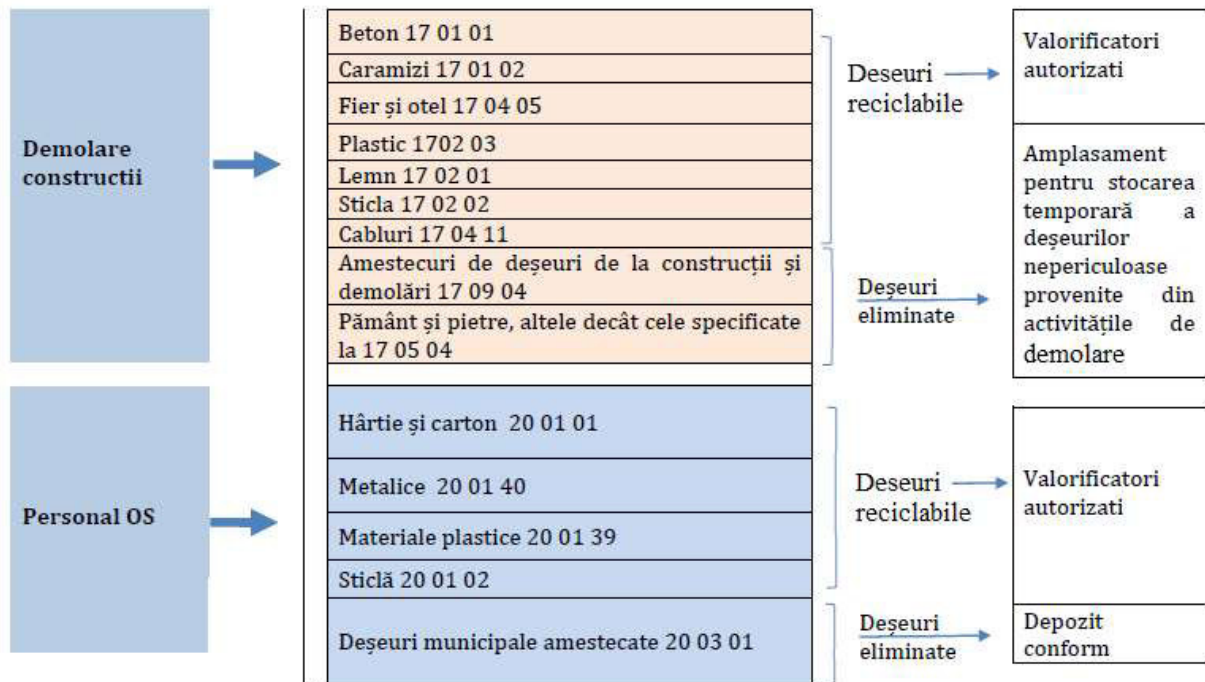 Demolare
constructii
Beton 17 01 01
Caramizi 17 01 02
Fier și otel 17 04 05
Plastic 1702 03
Lemn 17 02 01
Sticla 17 02 02
Cabluri 17 04 11
Amestecuri de deșeuri de la construcții și
demolări 17 09 04
Pământ și pietre, altele decât cele specificate
la 17 05 04
Deseuri
reciclabile
Deșeuri
eliminate
Valorificatori
autorizati
Amplasament
pentru stocarea
temporară a
deșeurilor
nepericuloase
provenite din
activitățile de
demolare
Personal OS
Hârtie și carton 20 01 01
Metalice 20 01 40
Materiale plastice 20 01 39
Sticlă 20 01 02
Deșeuri municipale amestecate 20 03 01
Deseuri
reciclabile
Deșeuri
eliminate
Valorificatori
autorizati
Depozit
conform